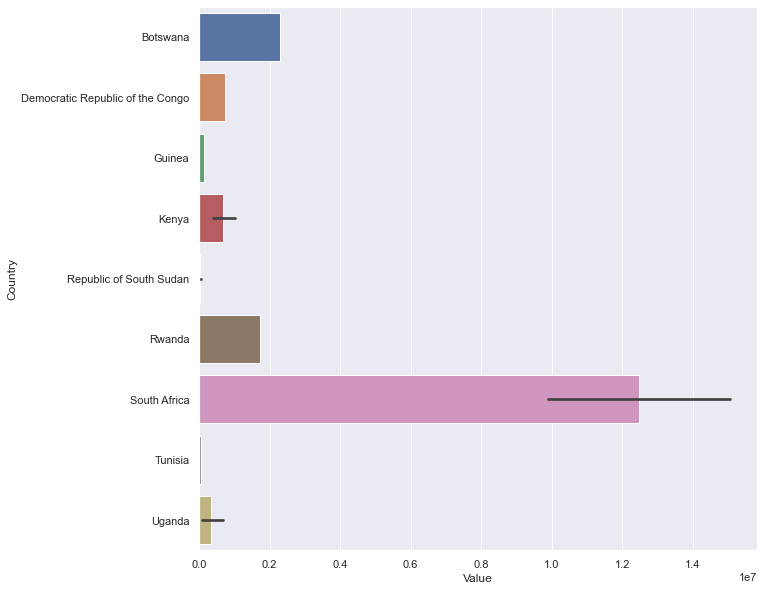 Botswana
Democratic Republic of the Congo
Guinea
Kenya
Republic of South Sudan
Rwanda
South Africa
Tunisia
Uganda
Country
0.0 0.2 0.4 0.6 0.8 1.0 1.2 1.4
Value
1e7